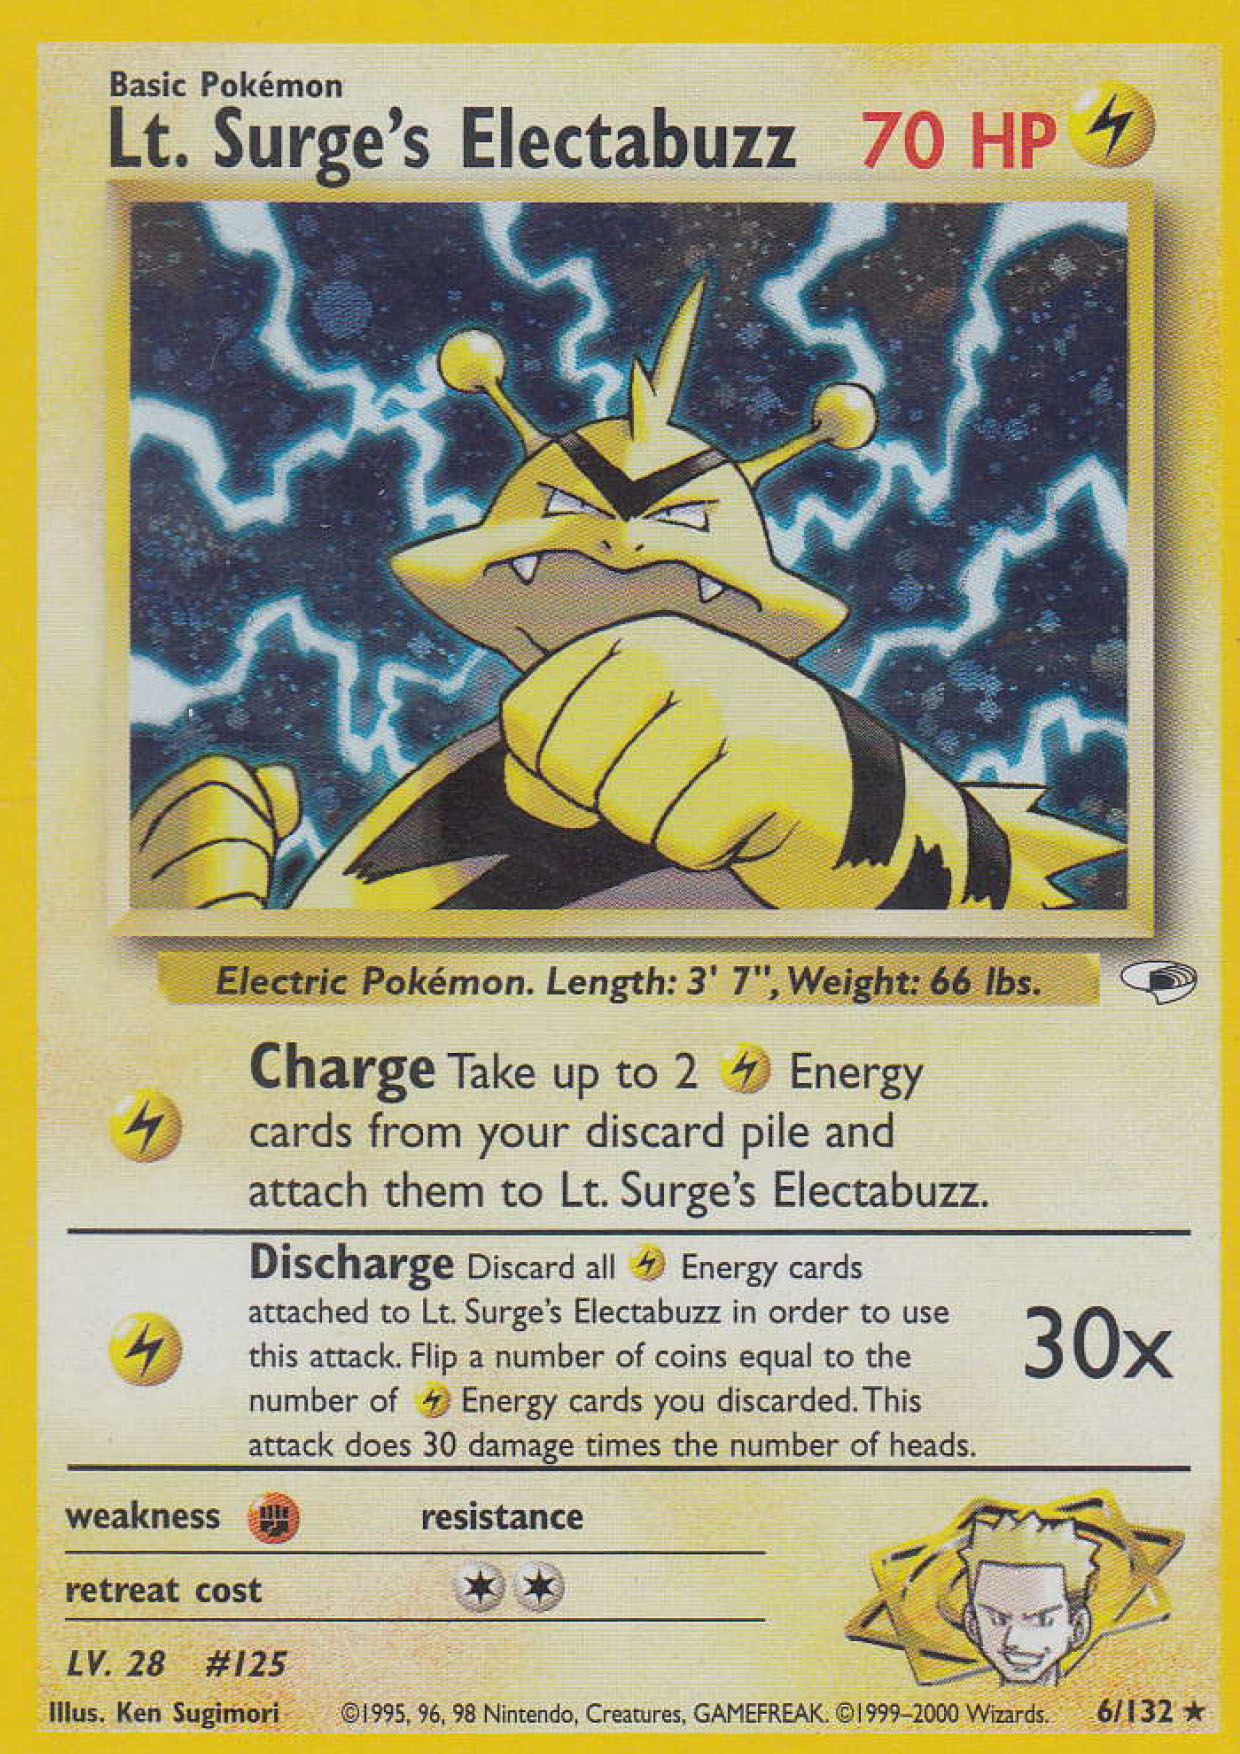 Basic Pokémon
Lt. Surge's Electabuzz 70 HP
Electric Pokémon. Length: 3' 7", Weight: 66 lbs.
Charge Take up to 2 Energy
cards from your discard pile and
attach them to Lt. Surge's Electabuzz.
Discharge Discard all Energy cards
attached to Lt. Surge's Electabuzz in order to use
this attack. Flip a number of coins equal to the
number of Energy cards you discarded. This
attack does 30 damage times the number of heads.
30x
weakness resistance
retreat cost
LV. 28 #125
Illus. Ken Sugimori ©1995, 96, 98 Nintendo, Creatures, GAMEFREAK. ©1999–2000 Wizards. 6/132 ★